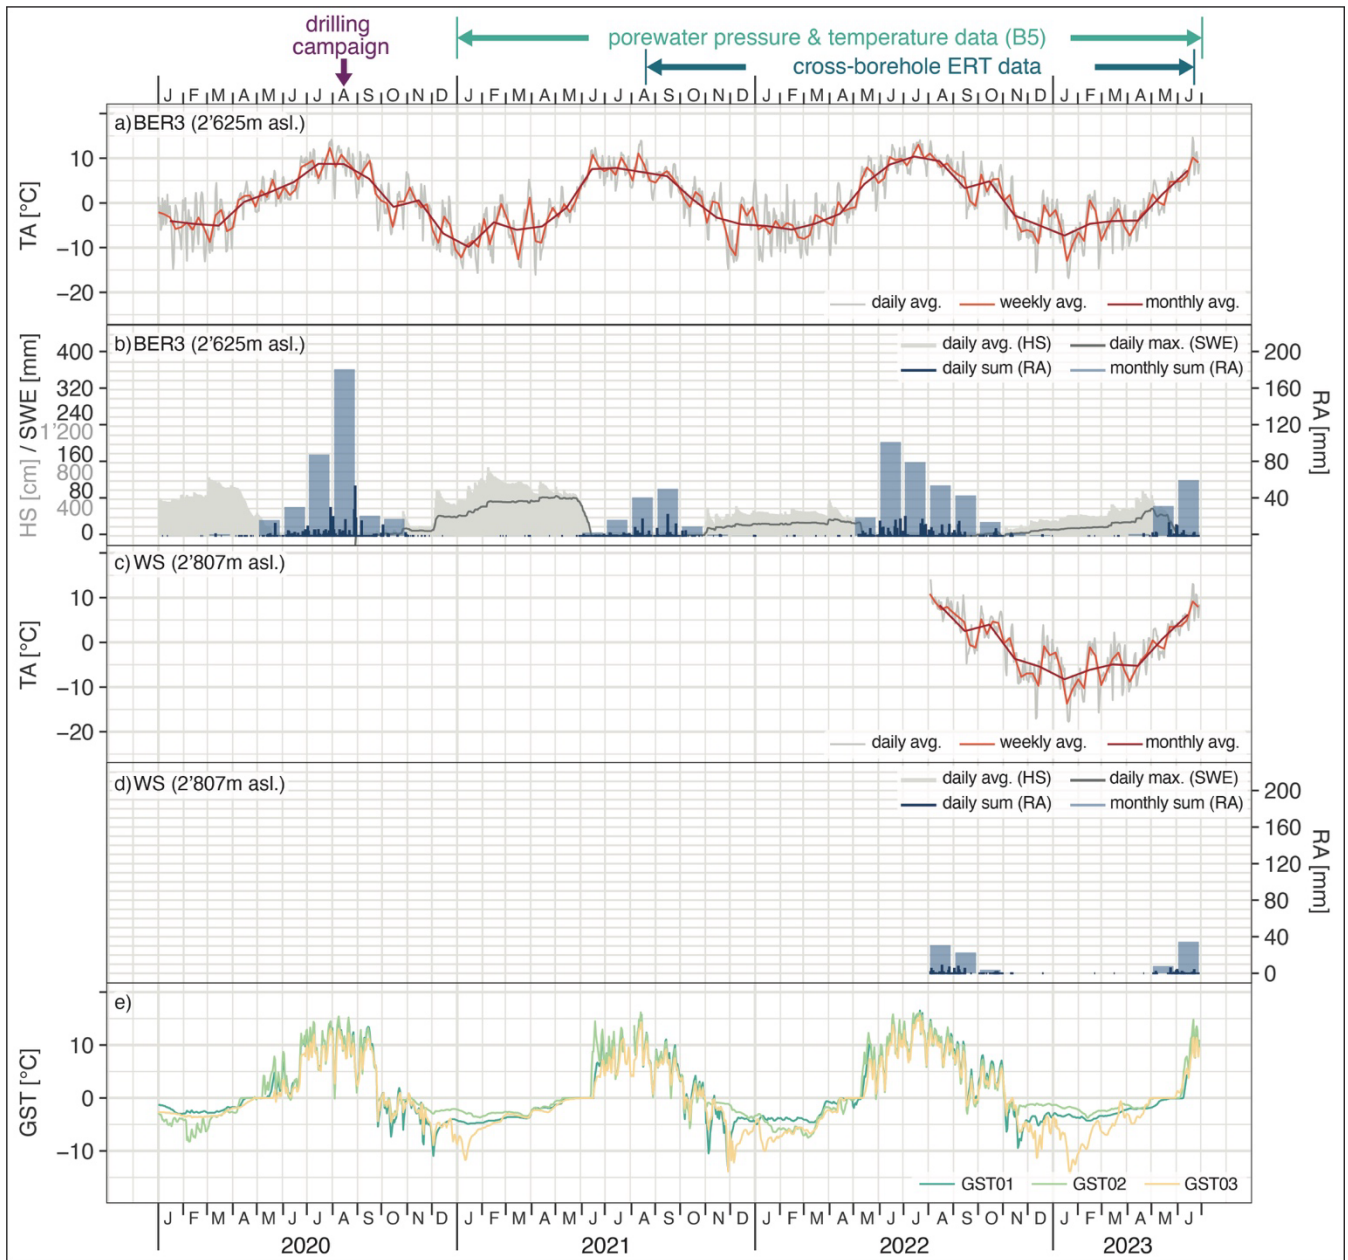 drilling
campaign
porewater pressure & temperature data (B5)
cross-borehole ERT data
J F M A M J J A S O N D J F M A M J J A S O N D J F M A M J J A S O N D J F M A M J
a) BER3 (2'625m asl.)
TA [°C]
10
0
−10
−20
daily avg. weekly avg. monthly avg.
b) BER3 (2'625m asl.)
HS [cm] / SWE [mm]
400
320
240
1'200
160
800
80
400
0
daily avg. (HS) daily max. (SWE)
daily sum (RA) monthly sum (RA)
200
160
120
80
40
RA [mm]
c) WS (2'807m asl.)
TA [°C]
10
0
−10
−20
daily avg. weekly avg. monthly avg.
d) WS (2'807m asl.)
daily avg. (HS) daily max. (SWE)
daily sum (RA) monthly sum (RA)
200
160
120
80
40
0
RA [mm]
e)
GST [°C]
10
0
−10
GST01 GST02 GST03
J F M A M J J A S O N D J F M A M J J A S O N D J F M A M J J A S O N D J F M A M J
2020 2021 2022 2023